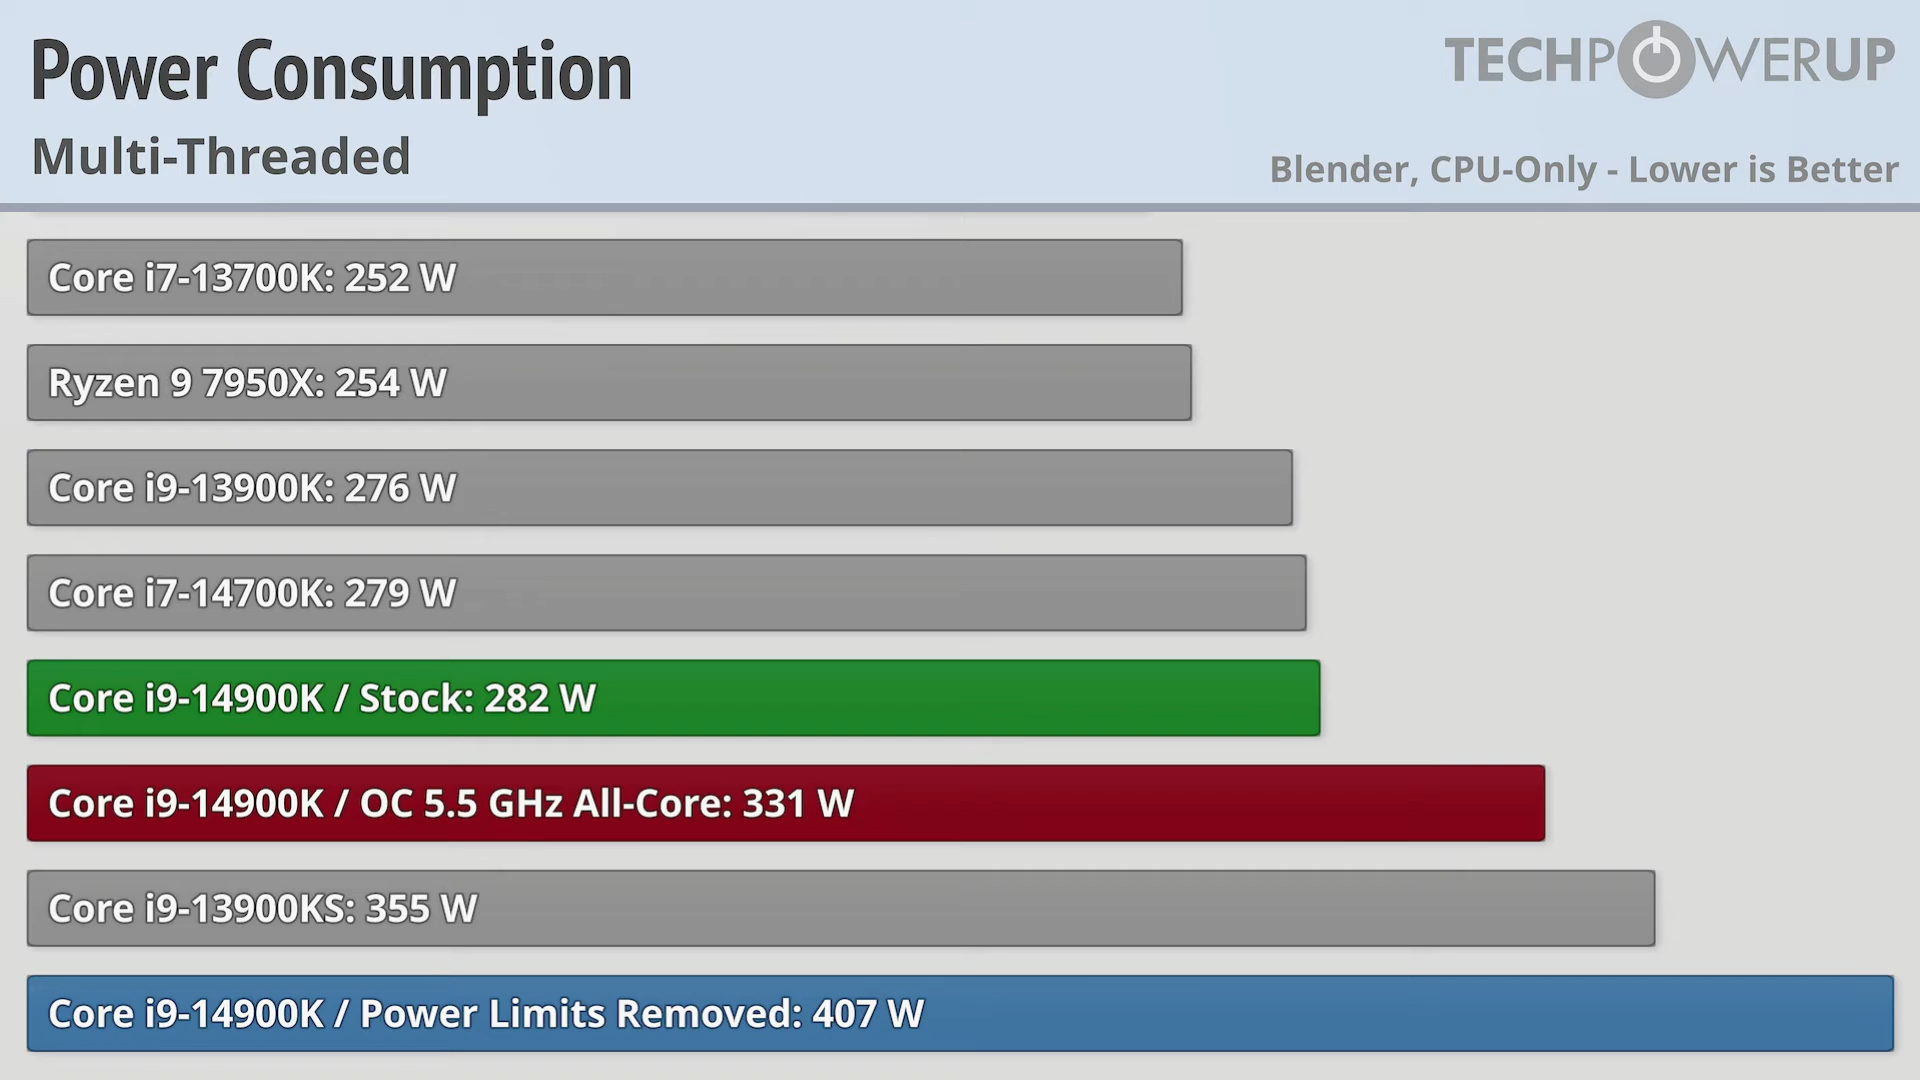 Power Consumption
TECHPOWERUP
Multi-Threaded
Blender, CPU-Only - Lower is Better
Core i7-13700K: 252 W
Ryzen 9 7950X: 254 W
Core i9-13900K: 276 W
Core i7-14700K: 279 W
Core i9-14900K / Stock: 282 W
Core i9-14900K / OC 5.5 GHz All-Core: 331 W
Core i9-13900KS: 355 W
Core i9-14900K / Power Limits Removed: 407 W